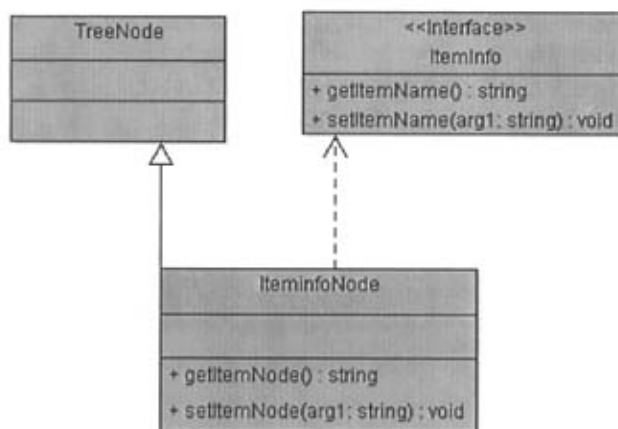 TreeNode
<<Interface>>
ItemInfo
+ getItemName() : string
+ setItemName(arg1: string) : void
IteminfoNode
+ getItemNode() : string
+ setItemNode(arg1: string) : void